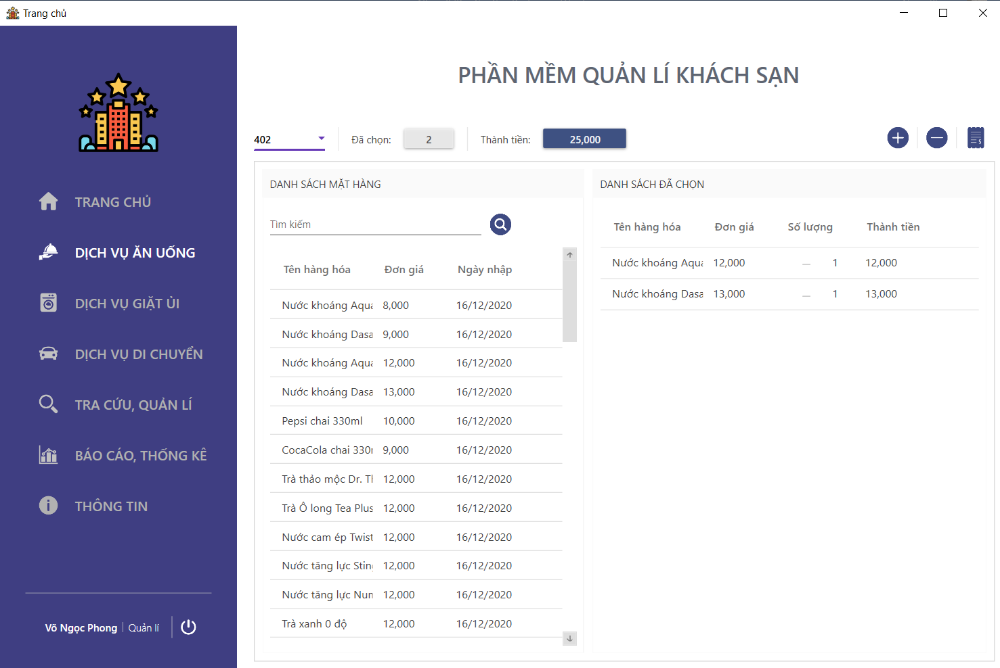 Trang chủ
PHẦN MỀM QUẢN LÍ KHÁCH SẠN
TRANG CHỦ
DỊCH VỤ ĂN UỐNG
DỊCH VỤ GIẶT ỦI
DỊCH VỤ DI CHUYỂN
TRA CỨU, QUẢN LÍ
BÁO CÁO, THỐNG KÊ
THÔNG TIN
Võ Ngọc Phong Quản lí
402 Đã chọn: 2 Thành tiền: 25,000
DANH SÁCH MẶT HÀNG
Tìm kiếm
Tên hàng hóa Đơn giá Ngày nhập
Nước khoáng Aqua 8,000 16/12/2020
Nước khoáng Dasa 9,000 16/12/2020
Nước khoáng Aqua 12,000 16/12/2020
Nước khoáng Dasa 13,000 16/12/2020
Pepsi chai 330ml 10,000 16/12/2020
CocaCola chai 330 9,000 16/12/2020
Trà thảo mộc Dr. Th 12,000 16/12/2020
Trà Ô long Tea Plus 12,000 16/12/2020
Nước cam ép Twist 12,000 16/12/2020
Nước tăng lực Sting 12,000 16/12/2020
Nước tăng lực Num 12,000 16/12/2020
Trà xanh 0 độ 12,000 16/12/2020
DANH SÁCH ĐÃ CHỌN
Tên hàng hóa Đơn giá Số lượng Thành tiền
Nước khoáng Aqua 12,000 — 1 12,000
Nước khoáng Dasa 13,000 — 1 13,000